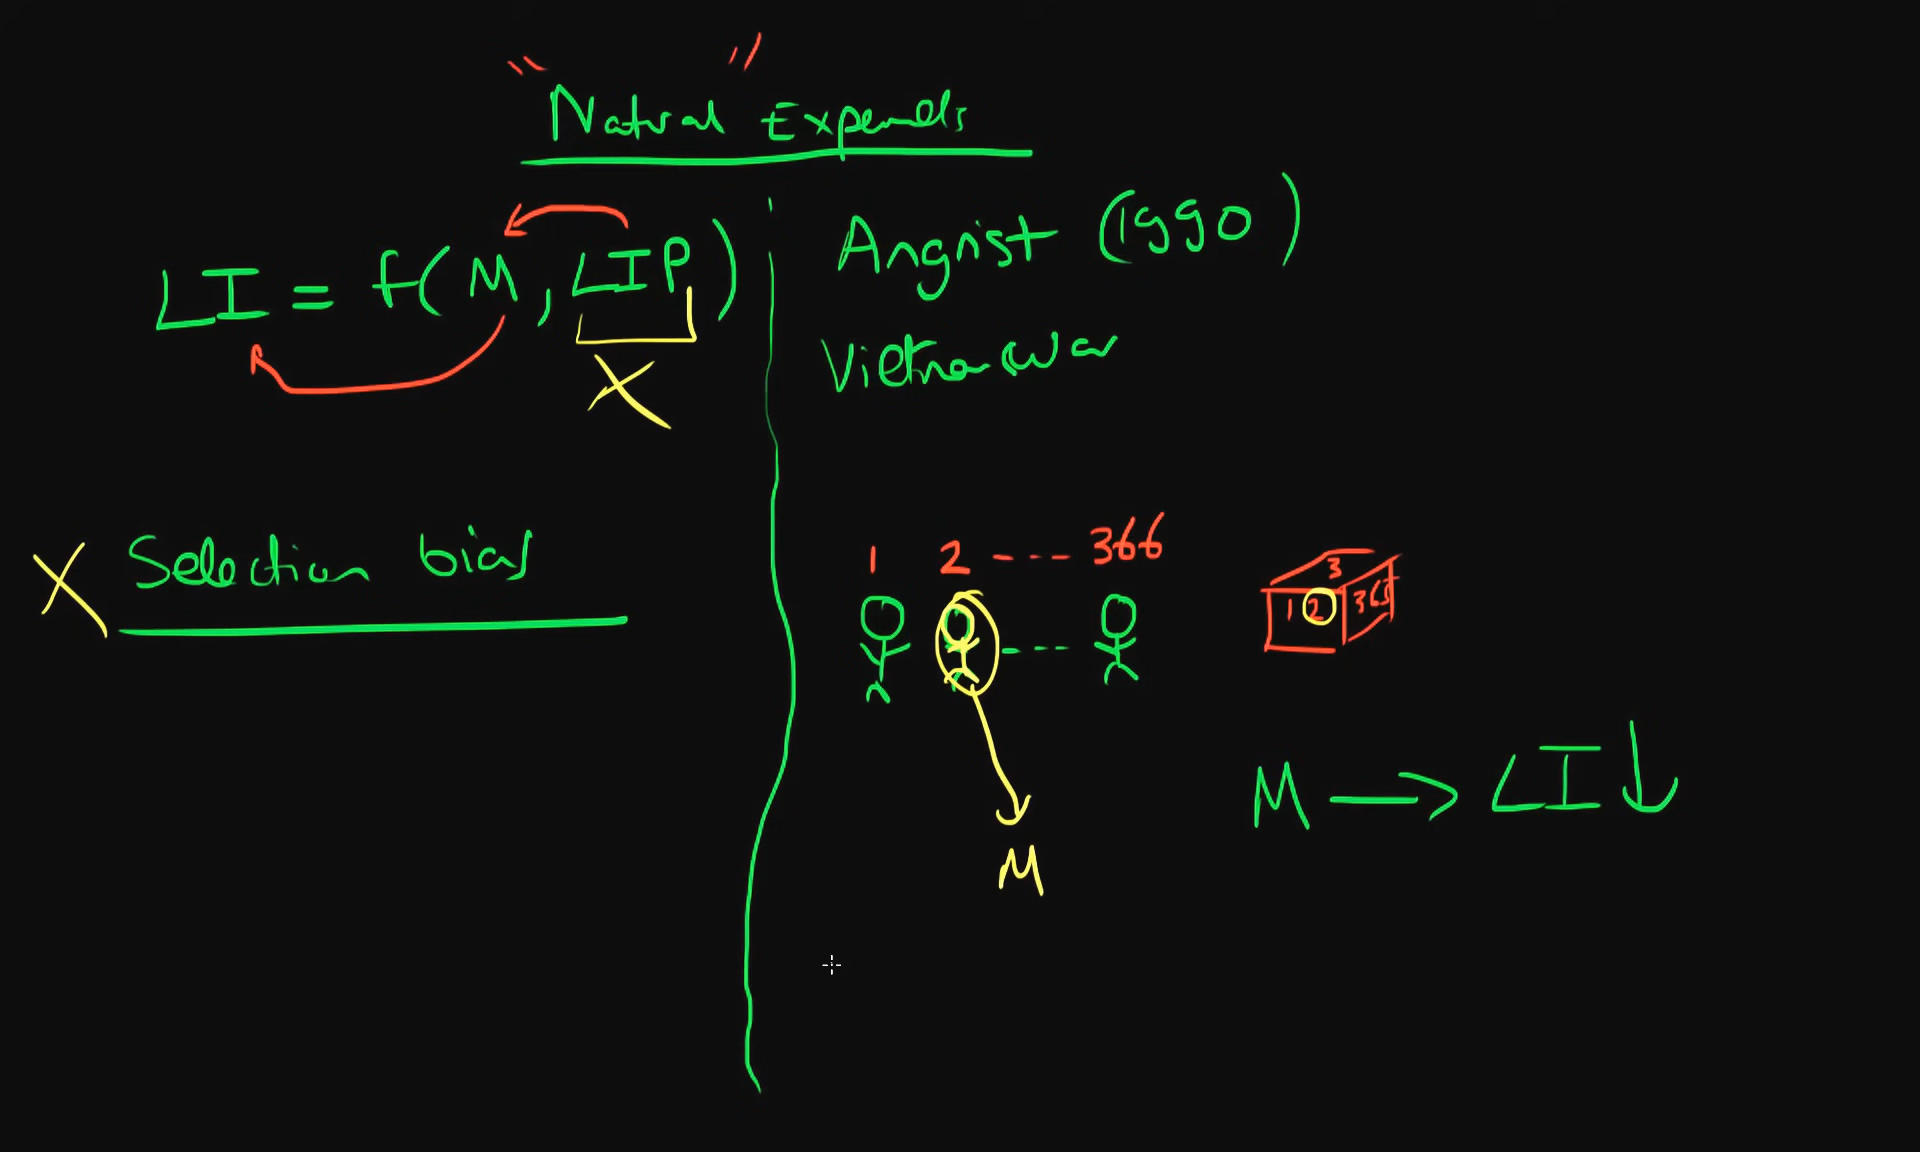 "Natural Experiments"
LI = f(M, LIP)
X
X Selection bias
Angrist (1990)
Vietnam War
1 2 --- 366
3
1 2 365
M
M → LI ↓